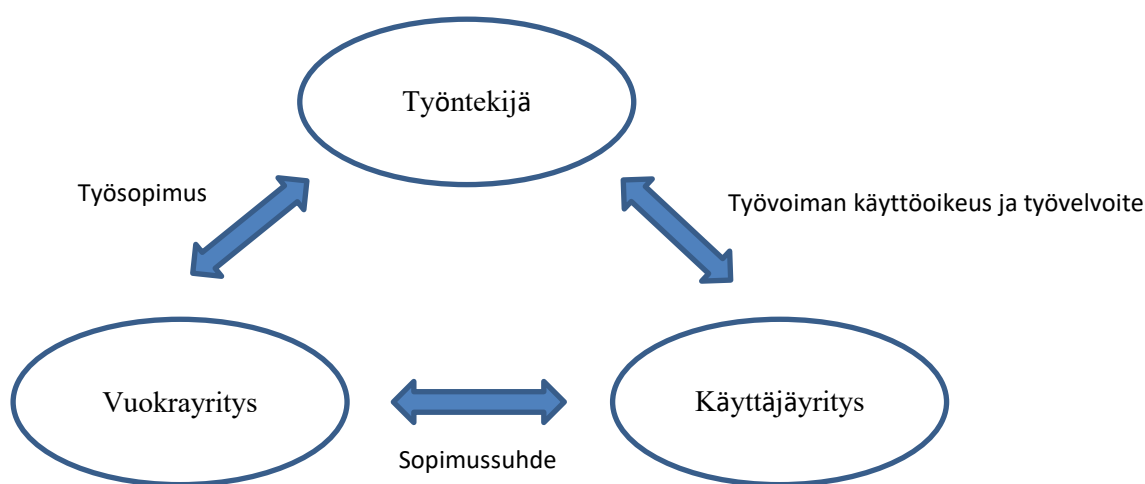 Työntekijä
Työsopimus
Työvoiman käyttöoikeus ja työvelvoite
Vuokrayritys
Käyttäjäyritys
Sopimussuhde